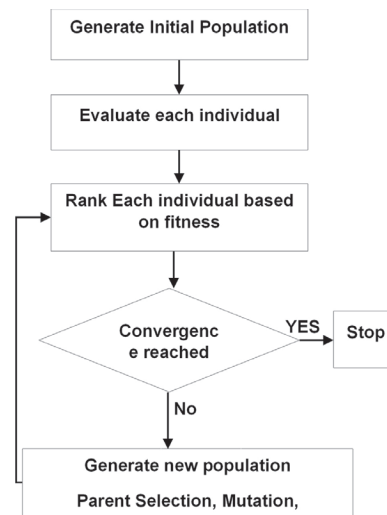 Generate Initial Population
Evaluate each individual
Rank Each individual based
on fitness
Convergenc
e reached
YES
Stop
No
Generate new population
Parent Selection, Mutation,